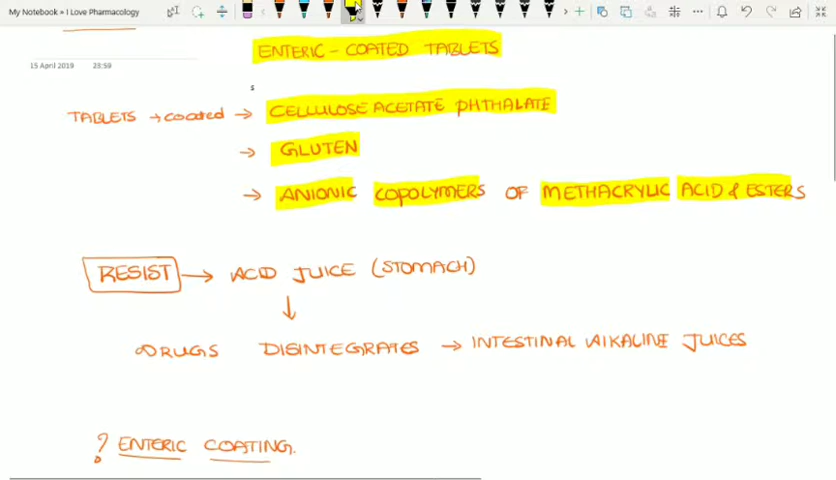 My Notebook » I Love Pharmacology
ENTERIC-COATED TABLETS
15 April 2019 23:59
s
TABLETS → coated → CELLULOSE ACETATE PHTHALATE
→ GLUTEN
→ ANIONIC COPOLYMERS OF METHACRYLIC ACID & ESTERS
RESIST → ACID JUICE (STOMACH)
↓
DRUGS DISINTEGRATES → INTESTINAL ALKALINE JUICES
? ENTERIC COATING.